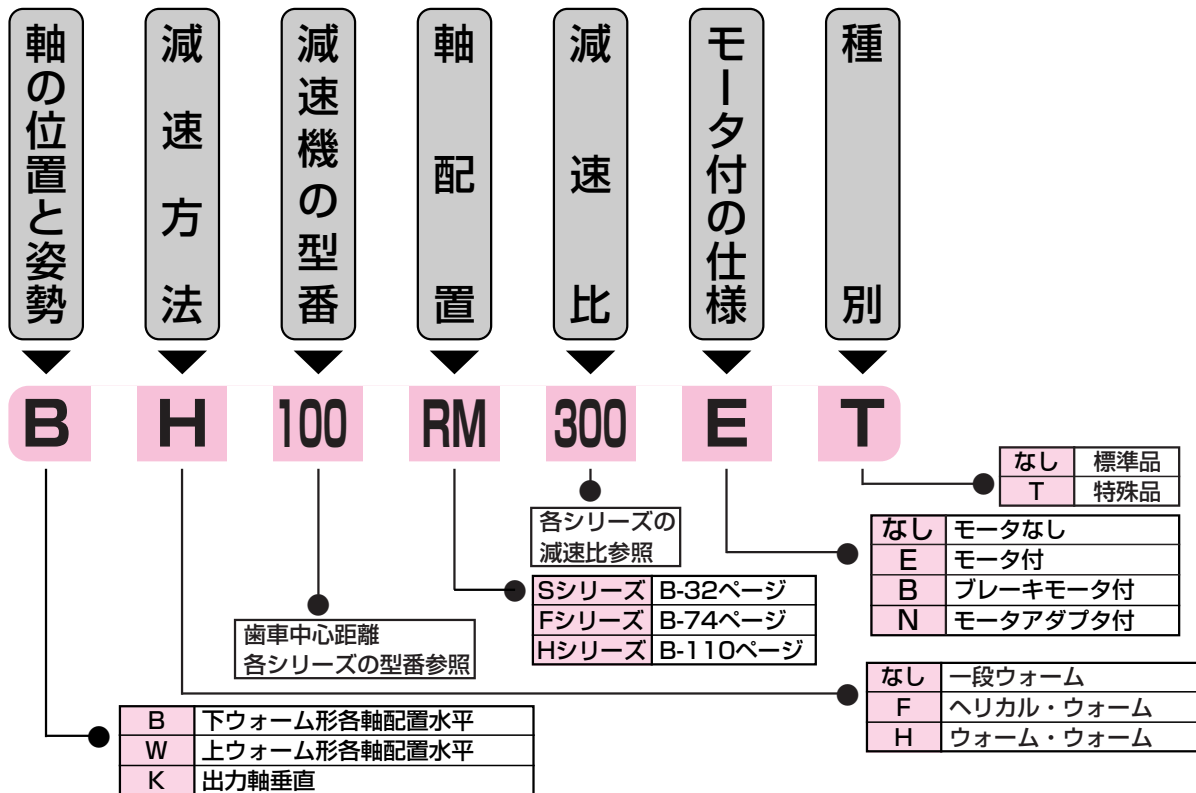 軸の位置と姿勢
減速方法
減速機の型番
軸配置
減速比
モータ付の仕様
種別
B H 100 RM 300 E T
なし 標準品
T 特殊品
各シリーズの
減速比参照
なし モータなし
E モータ付
B ブレーキモータ付
N モータアダプタ付
Sシリーズ B-32ページ
Fシリーズ B-74ページ
Hシリーズ B-110ページ
歯車中心距離
各シリーズの型番参照
なし 一段ウォーム
F ヘリカル・ウォーム
H ウォーム・ウォーム
B 下ウォーム形各軸配置水平
W 上ウォーム形各軸配置水平
K 出力軸垂直